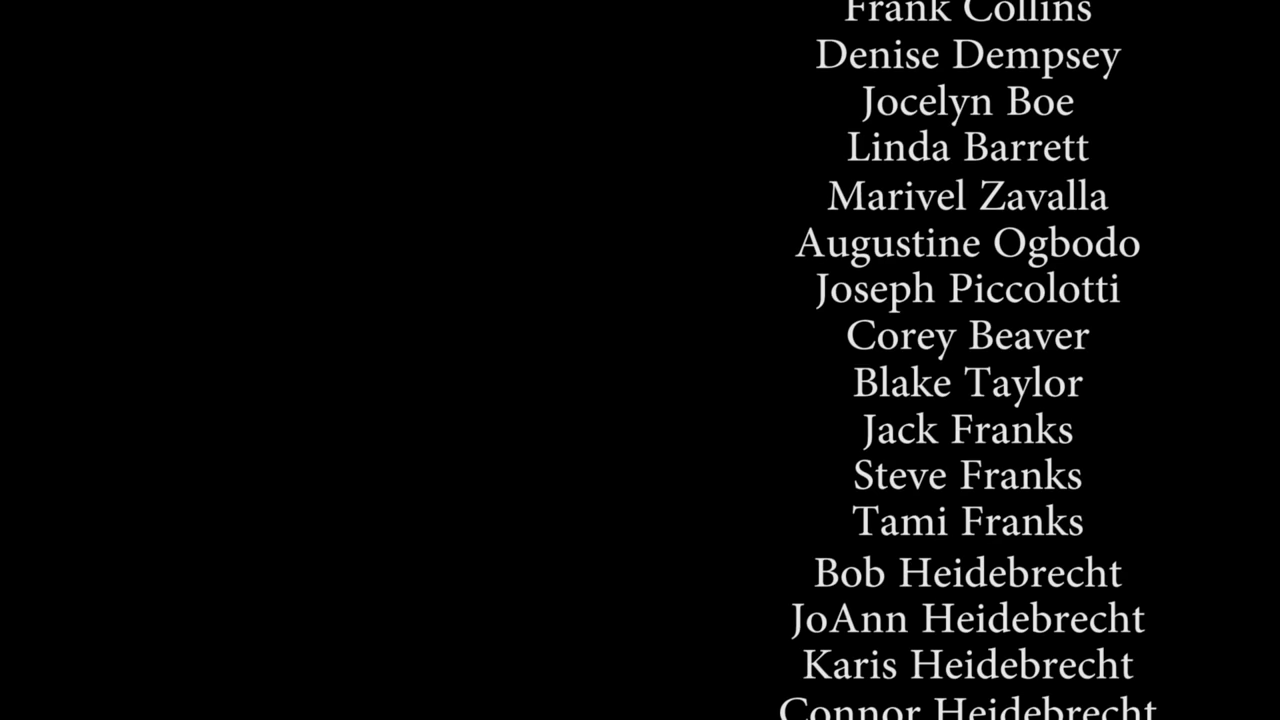 Frank Collins
Denise Dempsey
Jocelyn Boe
Linda Barrett
Marivel Zavalla
Augustine Ogbodo
Joseph Piccolotti
Corey Beaver
Blake Taylor
Jack Franks
Steve Franks
Tami Franks
Bob Heidebrecht
JoAnn Heidebrecht
Karis Heidebrecht
Connor Heidebrecht